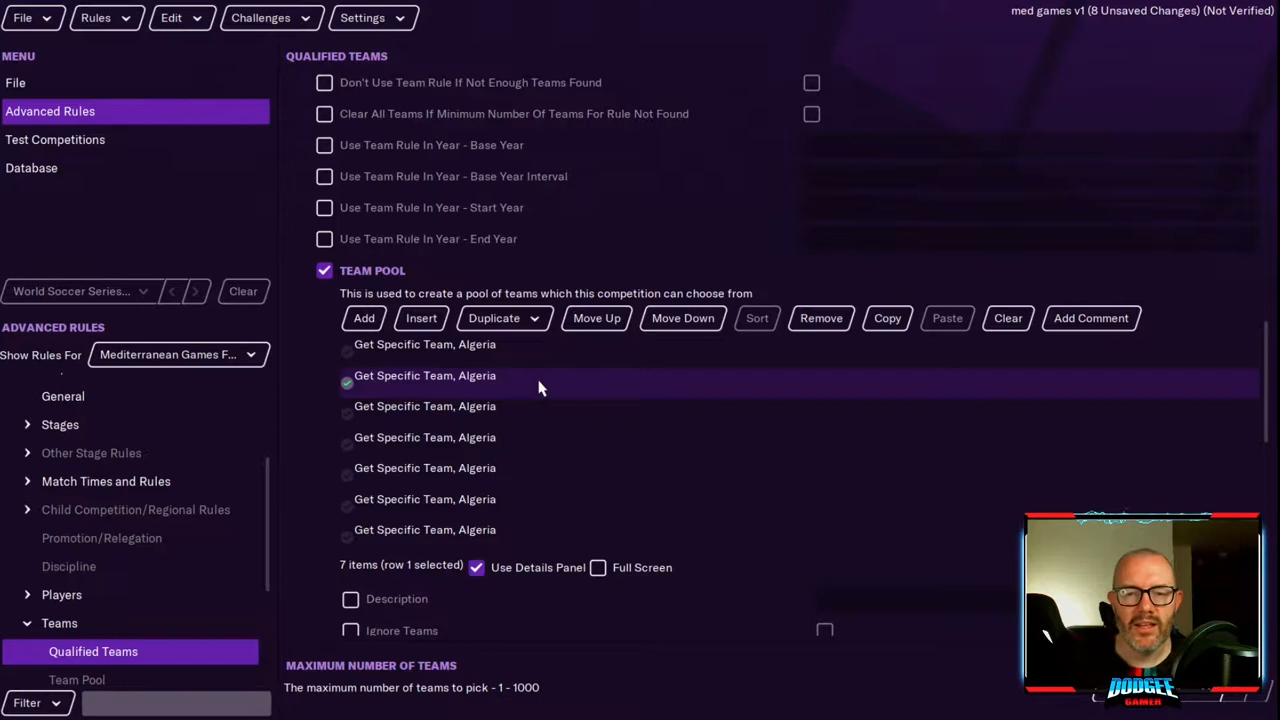 File Rules Edit Challenges Settings
med games v1 (8 Unsaved Changes) (Not Verified)
MENU
File
Advanced Rules
Test Competitions
Database
World Soccer Series... < > Clear
ADVANCED RULES
Show Rules For Mediterranean Games F...
General
Stages
Other Stage Rules
Match Times and Rules
Child Competition/Regional Rules
Promotion/Relegation
Discipline
Players
Teams
Qualified Teams
Team Pool
Filter
QUALIFIED TEAMS
Don't Use Team Rule If Not Enough Teams Found
Clear All Teams If Minimum Number Of Teams For Rule Not Found
Use Team Rule In Year - Base Year
Use Team Rule In Year - Base Year Interval
Use Team Rule In Year - Start Year
Use Team Rule In Year - End Year
TEAM POOL
This is used to create a pool of teams which this competition can choose from
Add Insert Duplicate Move Up Move Down Sort Remove Copy Paste Clear Add Comment
Get Specific Team, Algeria
Get Specific Team, Algeria
Get Specific Team, Algeria
Get Specific Team, Algeria
Get Specific Team, Algeria
Get Specific Team, Algeria
Get Specific Team, Algeria
7 items (row 1 selected) Use Details Panel Full Screen
Description
Ignore Teams
MAXIMUM NUMBER OF TEAMS
The maximum number of teams to pick - 1 - 1000
DODGEE
GAMER